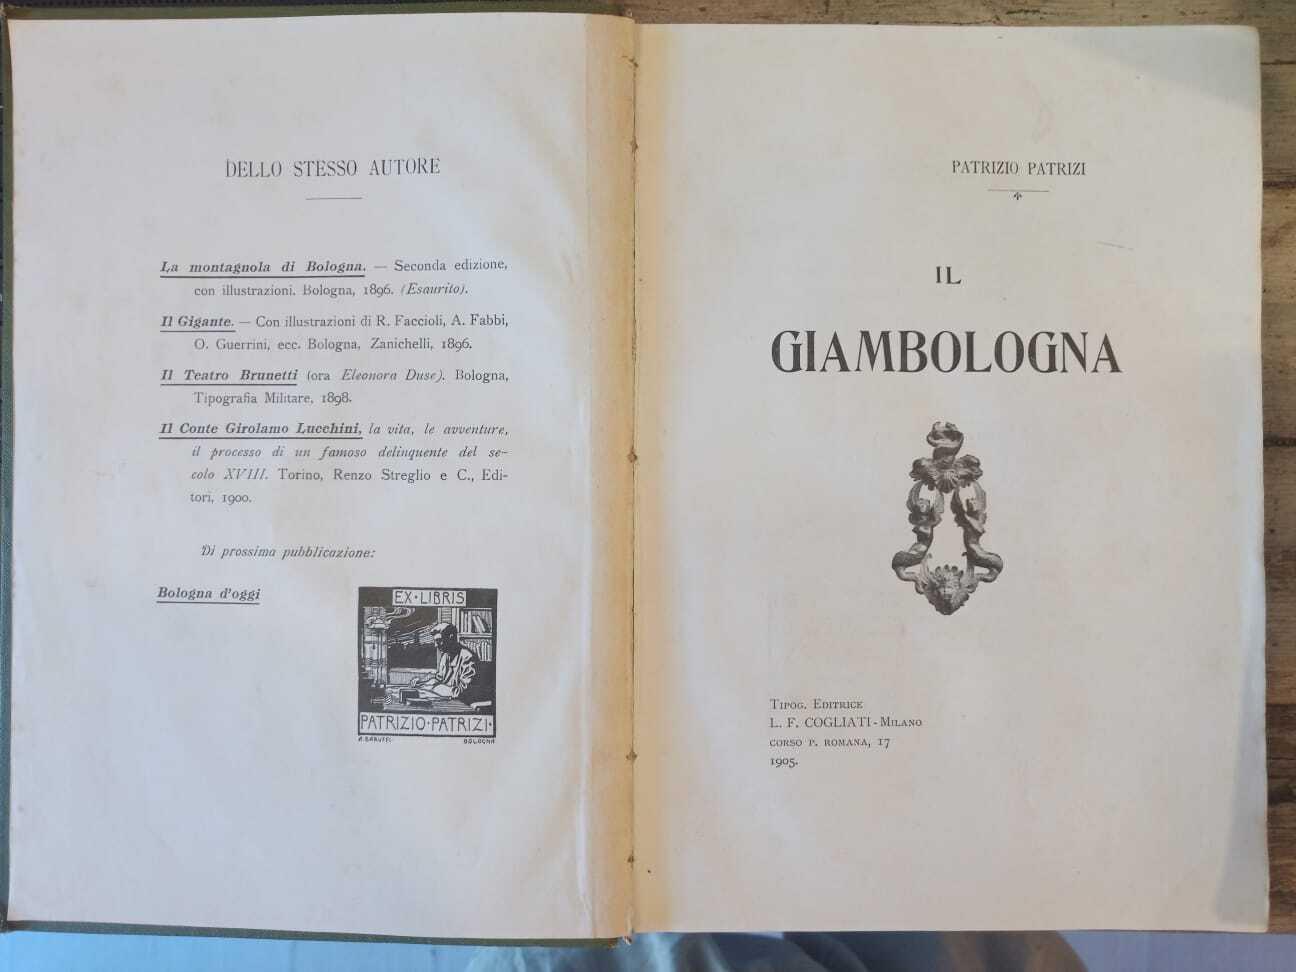 DELLO STESSO AUTORE
La montagnola di Bologna. — Seconda edizione,
con illustrazioni. Bologna, 1896. (Esaurito).
Il Gigante. — Con illustrazioni di R. Faccioli, A. Fabbi,
O. Guerrini, ecc. Bologna, Zanichelli, 1896.
Il Teatro Brunetti (ora Eleonora Duse). Bologna,
Tipografia Militare, 1898.
Il Conte Girolamo Lucchini, la vita, le avventure,
il processo di un famoso delinquente del se-
colo XVIII. Torino, Renzo Streglio e C., Edi-
tori, 1900.
Di prossima pubblicazione:
Bologna d'oggi
EX·LIBRIS
PATRIZIO·PATRIZI·
A. BARUFFI
BOLOGNA
PATRIZIO PATRIZI
IL
GIAMBOLOGNA
TIPOG. EDITRICE
L. F. COGLIATI - MILANO
CORSO P. ROMANA, 17
1905.